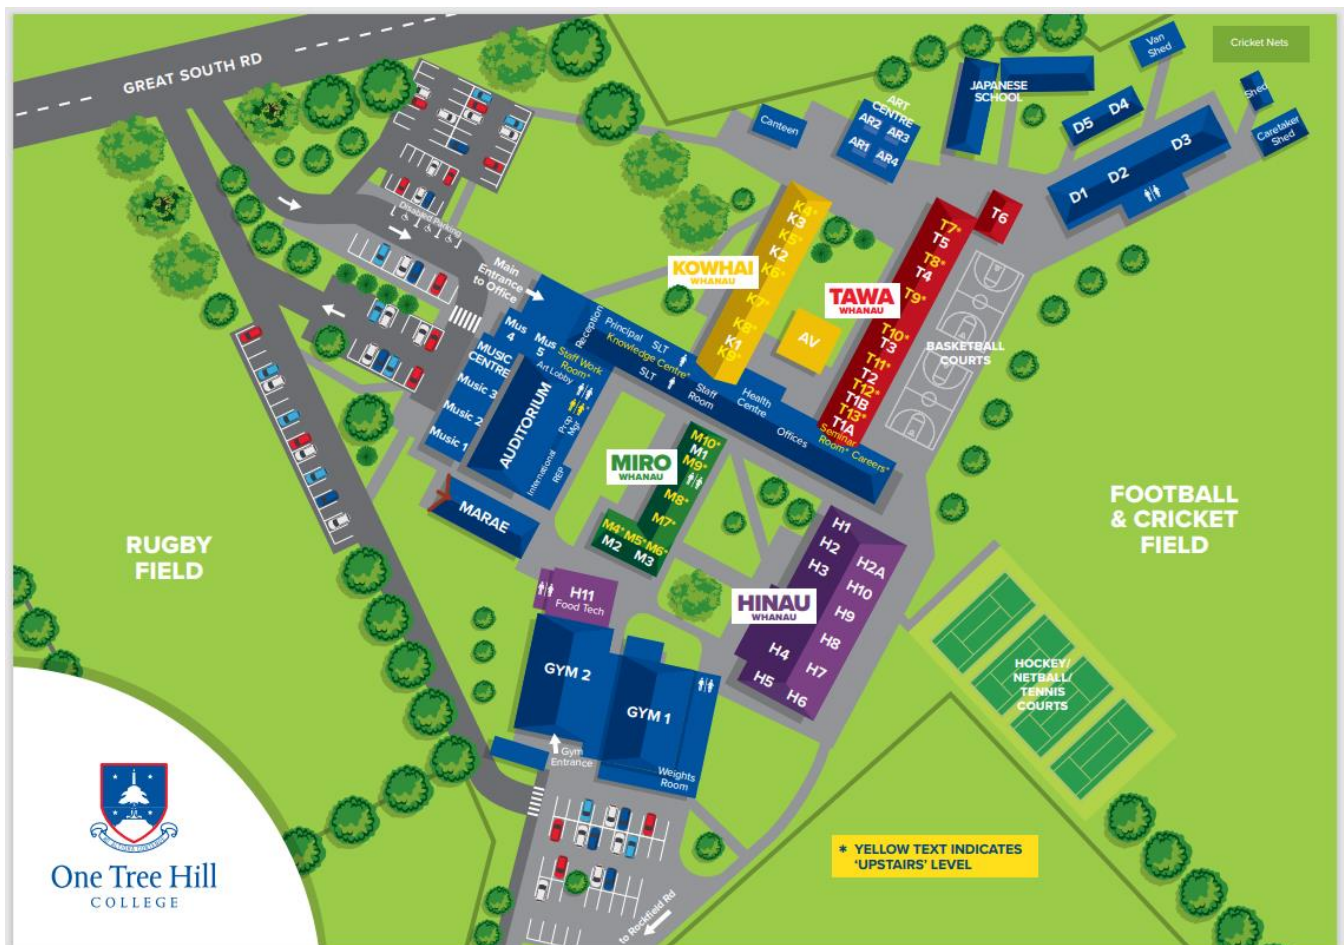 GREAT SOUTH RD
Cricket Nets
Van
Shed
JAPANESE
SCHOOL
Shed
Caretaker
Shed
D5 D4
D1 D2 D3
ART
CENTRE
AR2 AR3
AR1 AR4
Canteen
Disabled Parking
Main
Entrance
to Office
KOWHAI
WHANAU
K4*
K3
K5*
K2
K6*
K7*
K8*
K1
K9*
AV
TAWA
WHANAU
T6
T7*
T5
T8*
T4
T9*
T10*
T3
T11*
T2
T12*
T1B
T13*
T1A
Seminar
Room*
Careers*
BASKETBALL
COURTS
Reception
Principal
SLT
Knowledge Centre*
SLT
Staff
Room
Health
Centre
Offices
Mus
4
Mus
5
Staff Work
Room*
Art Lobby
MUSIC
CENTRE
Music 3
Music 2
Music 1
AUDITORIUM
Prop
Mgr
International
REP
MARAE
MIRO
WHANAU
M10*
M1
M9*
M8*
M7*
M4*
M5*
M6*
M2
M3
HINAU
WHANAU
H1
H2
H3
H2A
H10
H9
H8
H7
H4
H5
H6
H11
Food Tech
GYM 2
GYM 1
Gym
Entrance
Weights
Room
RUGBY
FIELD
FOOTBALL
& CRICKET
FIELD
HOCKEY/
NETBALL/
TENNIS
COURTS
* YELLOW TEXT INDICATES
'UPSTAIRS' LEVEL
to Rockfield Rd
One Tree Hill
COLLEGE